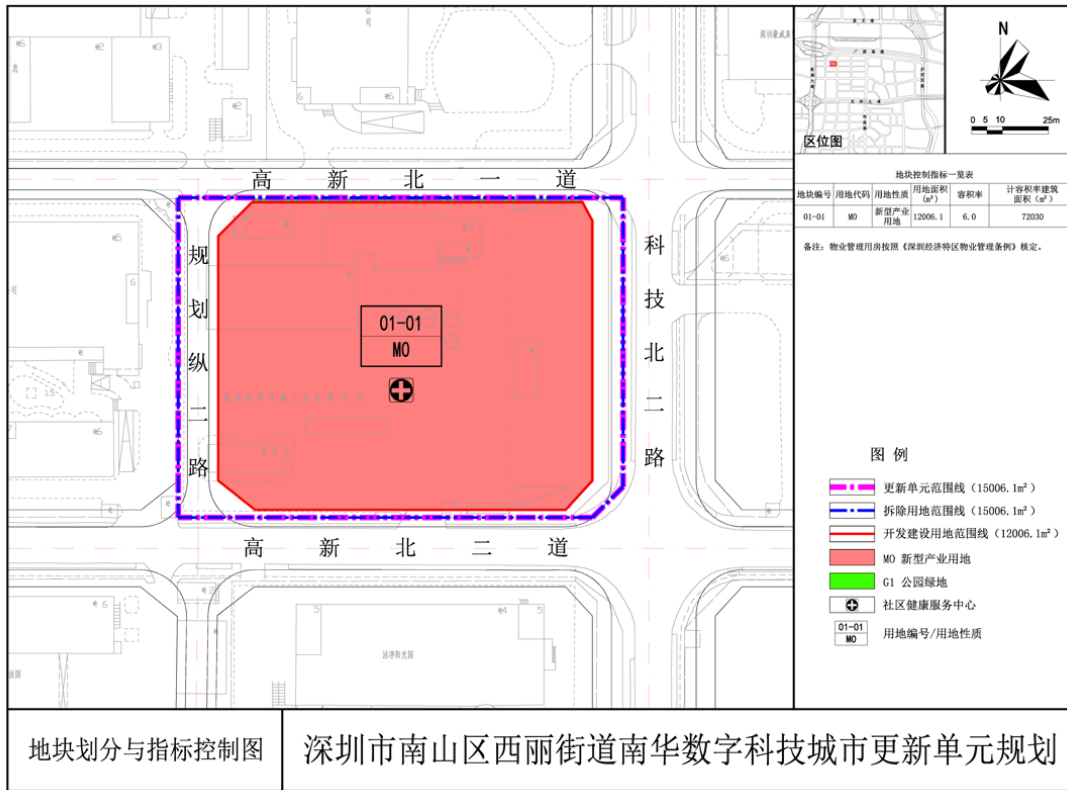 高新北一道
规划纵二路
科技北二路
01-01
M0
高新北二道
洁净阳光园
区位图
N
0 5 10 25m
地块控制指标一览表
地块编号 用地代码 用地性质 用地面积(m²) 容积率 计容积率建筑面积(m²)
01-01 M0 新型产业用地 12006.1 6.0 72030
备注：物业管理用房按照《深圳经济特区物业管理条例》核定。
图 例
更新单元范围线（15006.1m²）
拆除用地范围线（15006.1m²）
开发建设用地范围线（12006.1m²）
M0 新型产业用地
G1 公园绿地
社区健康服务中心
01-01
M0
用地编号/用地性质
地块划分与指标控制图
深圳市南山区西丽街道南华数字科技城市更新单元规划